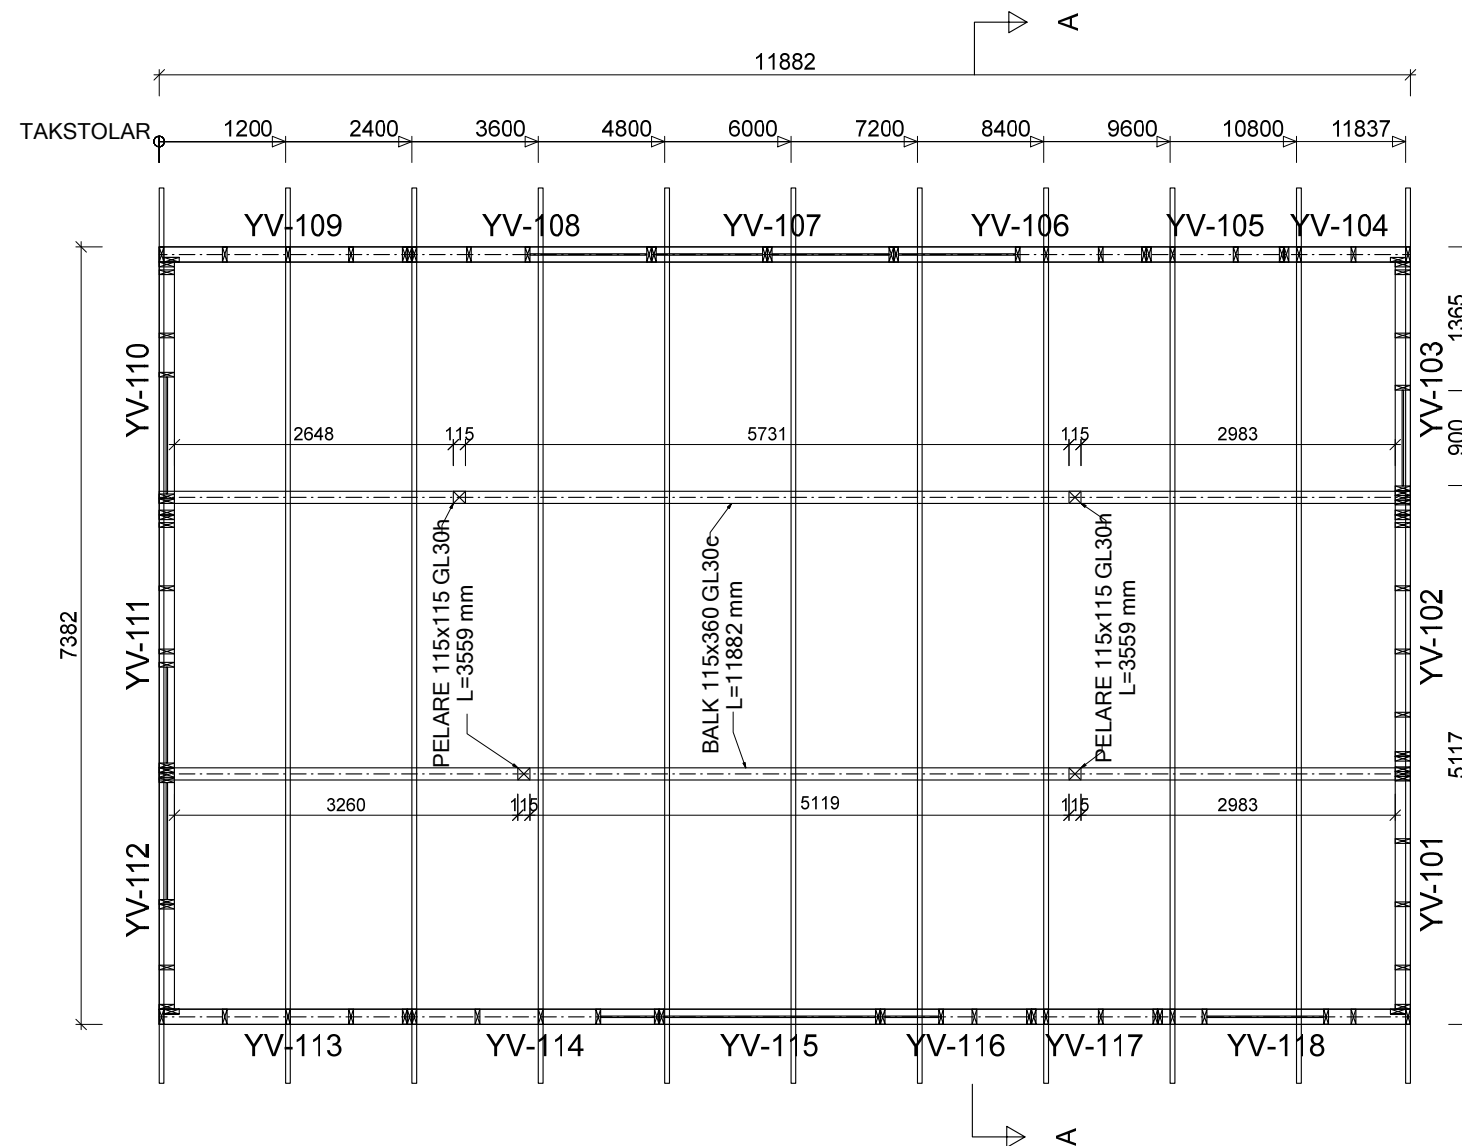 A
11882
TAKSTOLAR
1200
2400
3600
4800
6000
7200
8400
9600
10800
11837
YV-109
YV-108
YV-107
YV-106
YV-105
YV-104
1365
YV-110
YV-103
900
2648
115
5731
115
2983
PELARE 115x115 GL30h
L=3559 mm
BALK 115x360 GL30c
L=11882 mm
PELARE 115x115 GL30h
L=3559 mm
7382
YV-111
YV-102
5117
3260
115
5119
115
2983
YV-112
YV-101
YV-113
YV-114
YV-115
YV-116
YV-117
YV-118
A